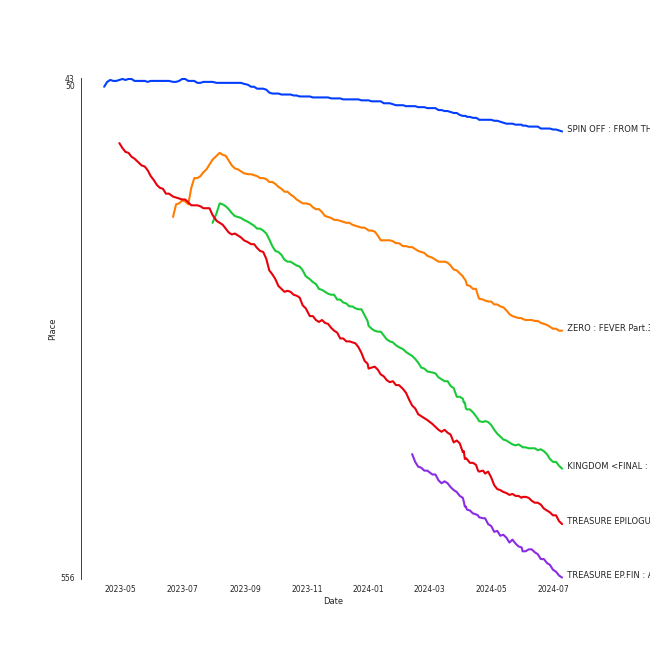 43
50
SPIN OFF : FROM TH
Place
ZERO : FEVER Part.3
KINGDOM <FINAL :
TREASURE EPILOGU
556
TREASURE EP.FIN : A
2023-05 2023-07 2023-09 2023-11 2024-01 2024-03 2024-05 2024-07
Date